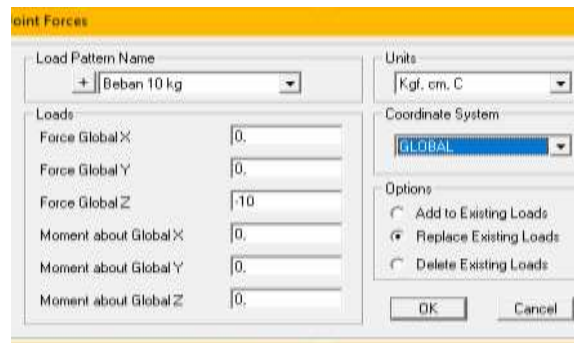 oint Forces
Load Pattern Name
+ Beban 10 kg
Units
Kgf, cm, C
Loads
Force Global X 0.
Force Global Y 0.
Force Global Z -10
Moment about Global X 0.
Moment about Global Y 0.
Moment about Global Z 0.
Coordinate System
GLOBAL
Options
Add to Existing Loads
Replace Existing Loads
Delete Existing Loads
OK Cancel